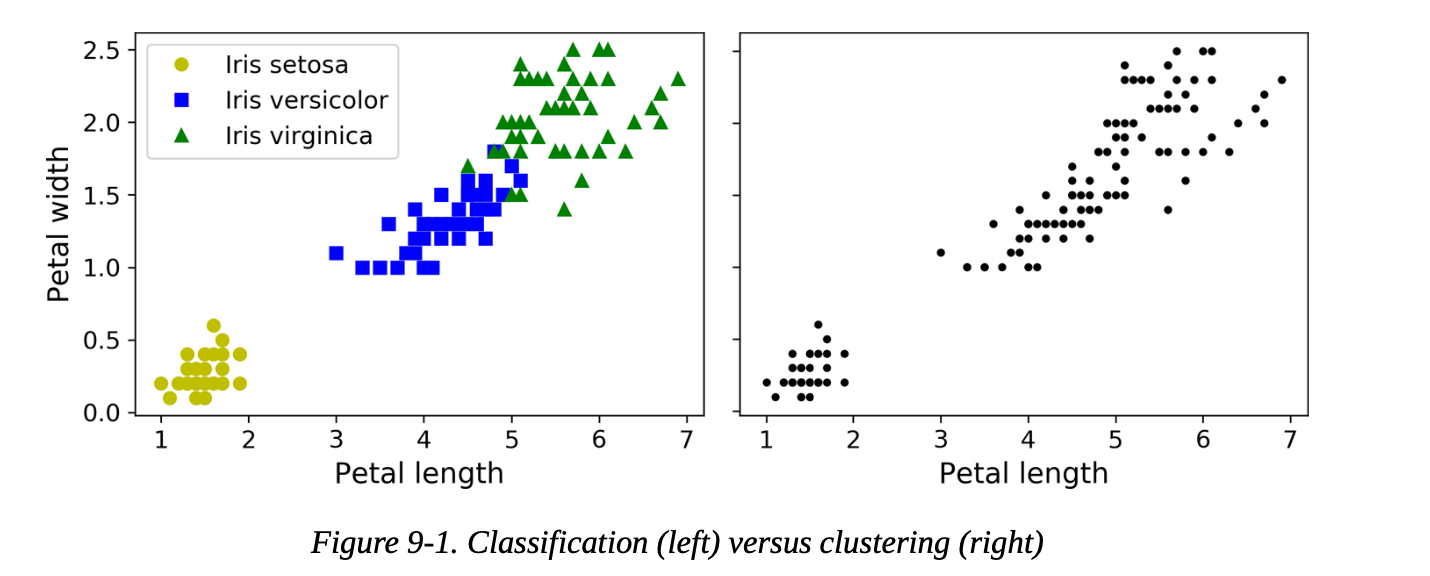 2.5
2.0
1.5
1.0
0.5
0.0
Petal width
Iris setosa
Iris versicolor
Iris virginica
1 2 3 4 5 6 7
Petal length
1 2 3 4 5 6 7
Petal length
Figure 9-1. Classification (left) versus clustering (right)